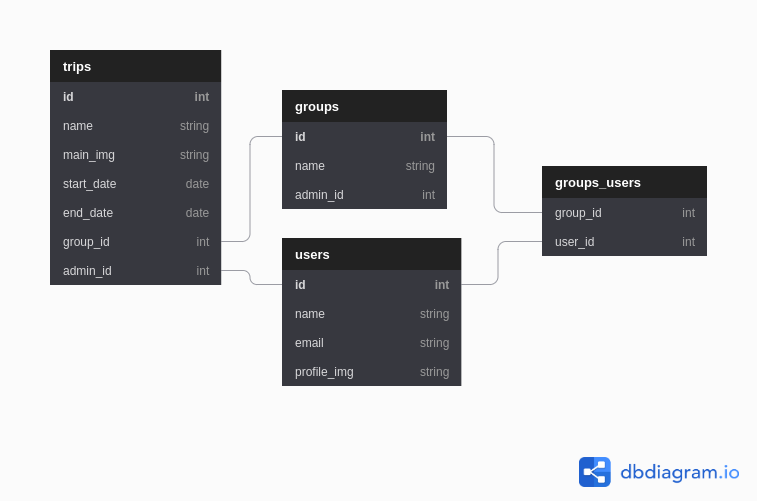 trips
id int
name string
main_img string
start_date date
end_date date
group_id int
admin_id int
groups
id int
name string
admin_id int
users
id int
name string
email string
profile_img string
groups_users
group_id int
user_id int
dbdiagram.io